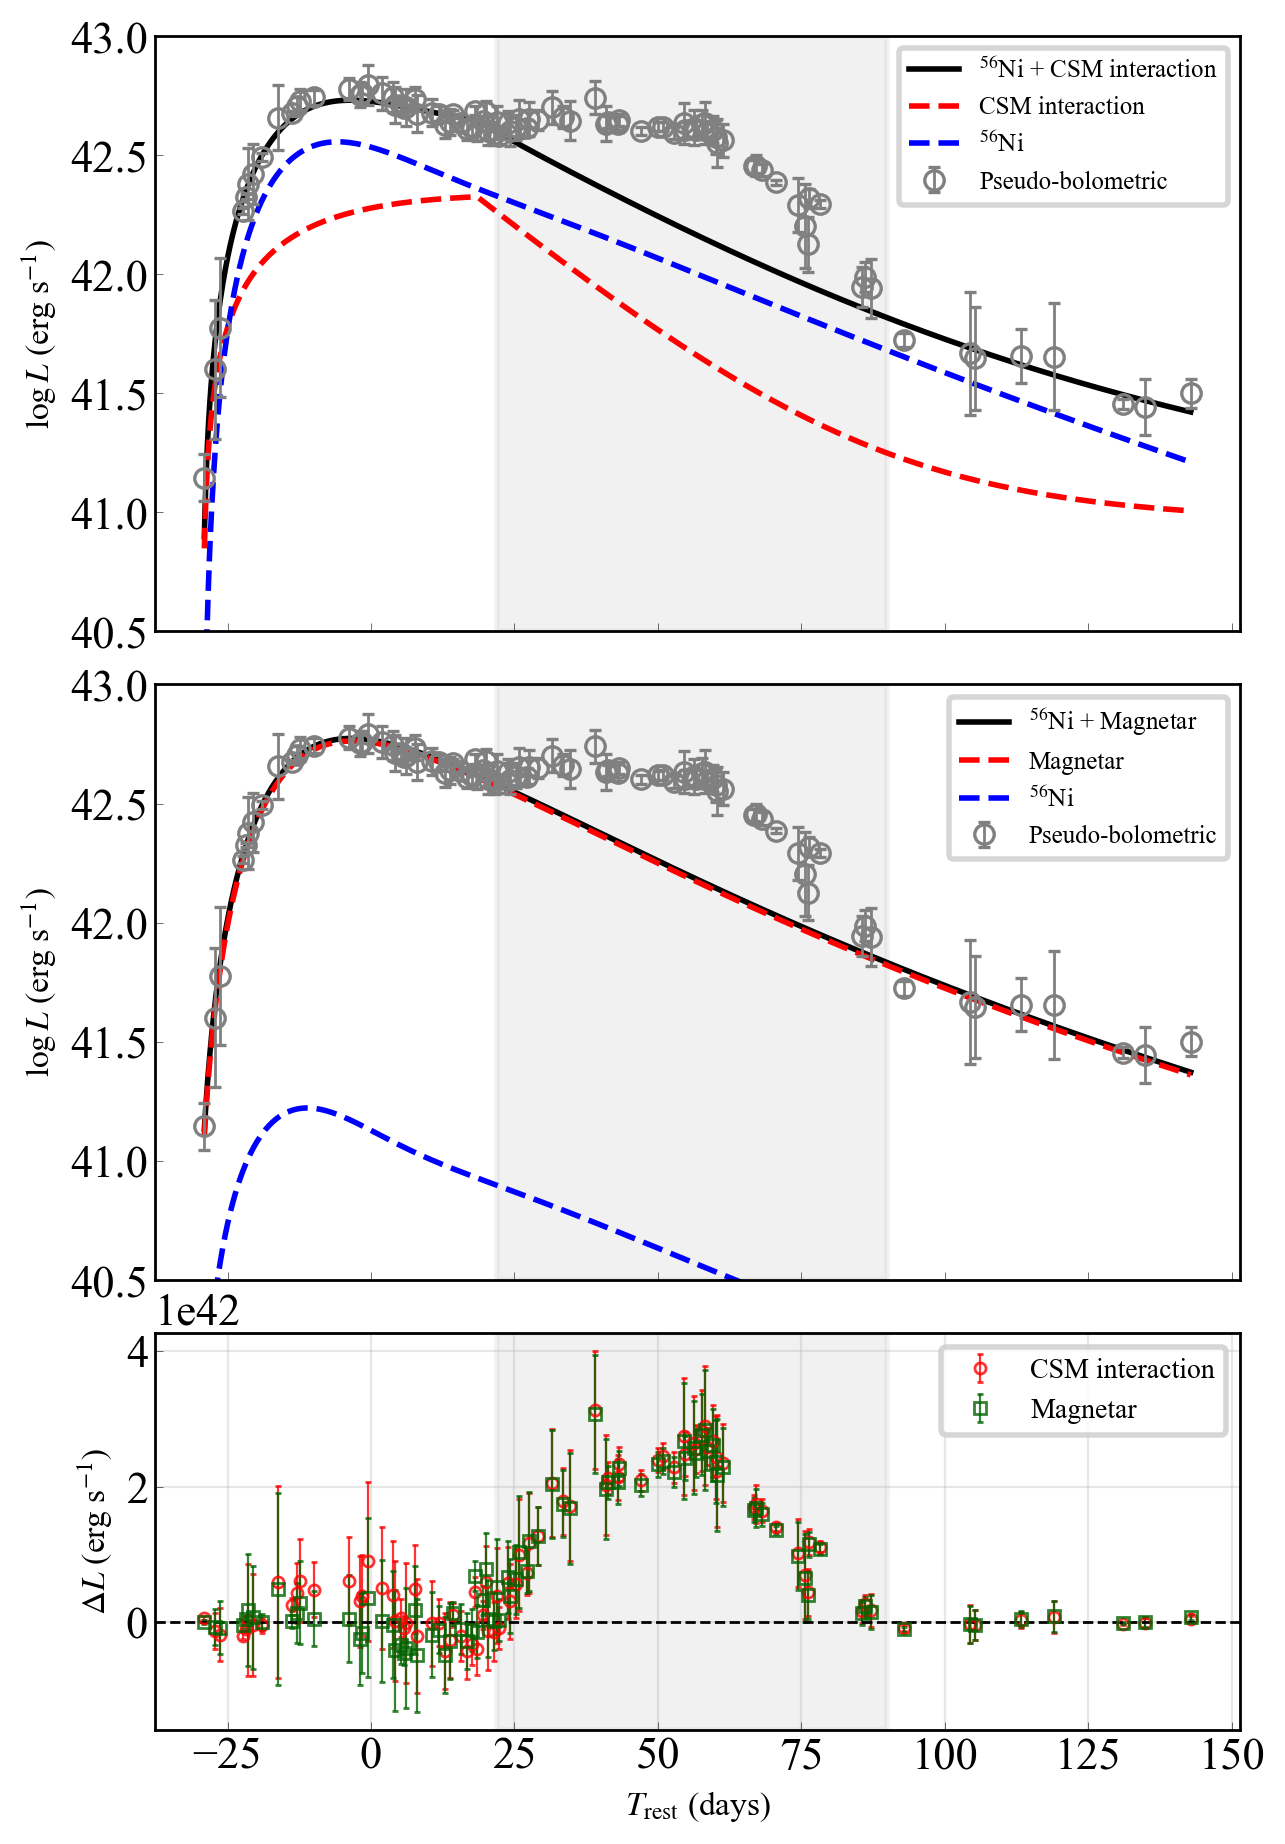 43.0
42.5
42.0
41.5
41.0
40.5
log L (erg s⁻¹)
⁵⁶Ni + CSM interaction
CSM interaction
⁵⁶Ni
Pseudo-bolometric
43.0
42.5
42.0
41.5
41.0
40.5
log L (erg s⁻¹)
⁵⁶Ni + Magnetar
Magnetar
⁵⁶Ni
Pseudo-bolometric
1e42
4
2
0
ΔL (erg s⁻¹)
CSM interaction
Magnetar
−25 0 25 50 75 100 125 150
T_rest (days)